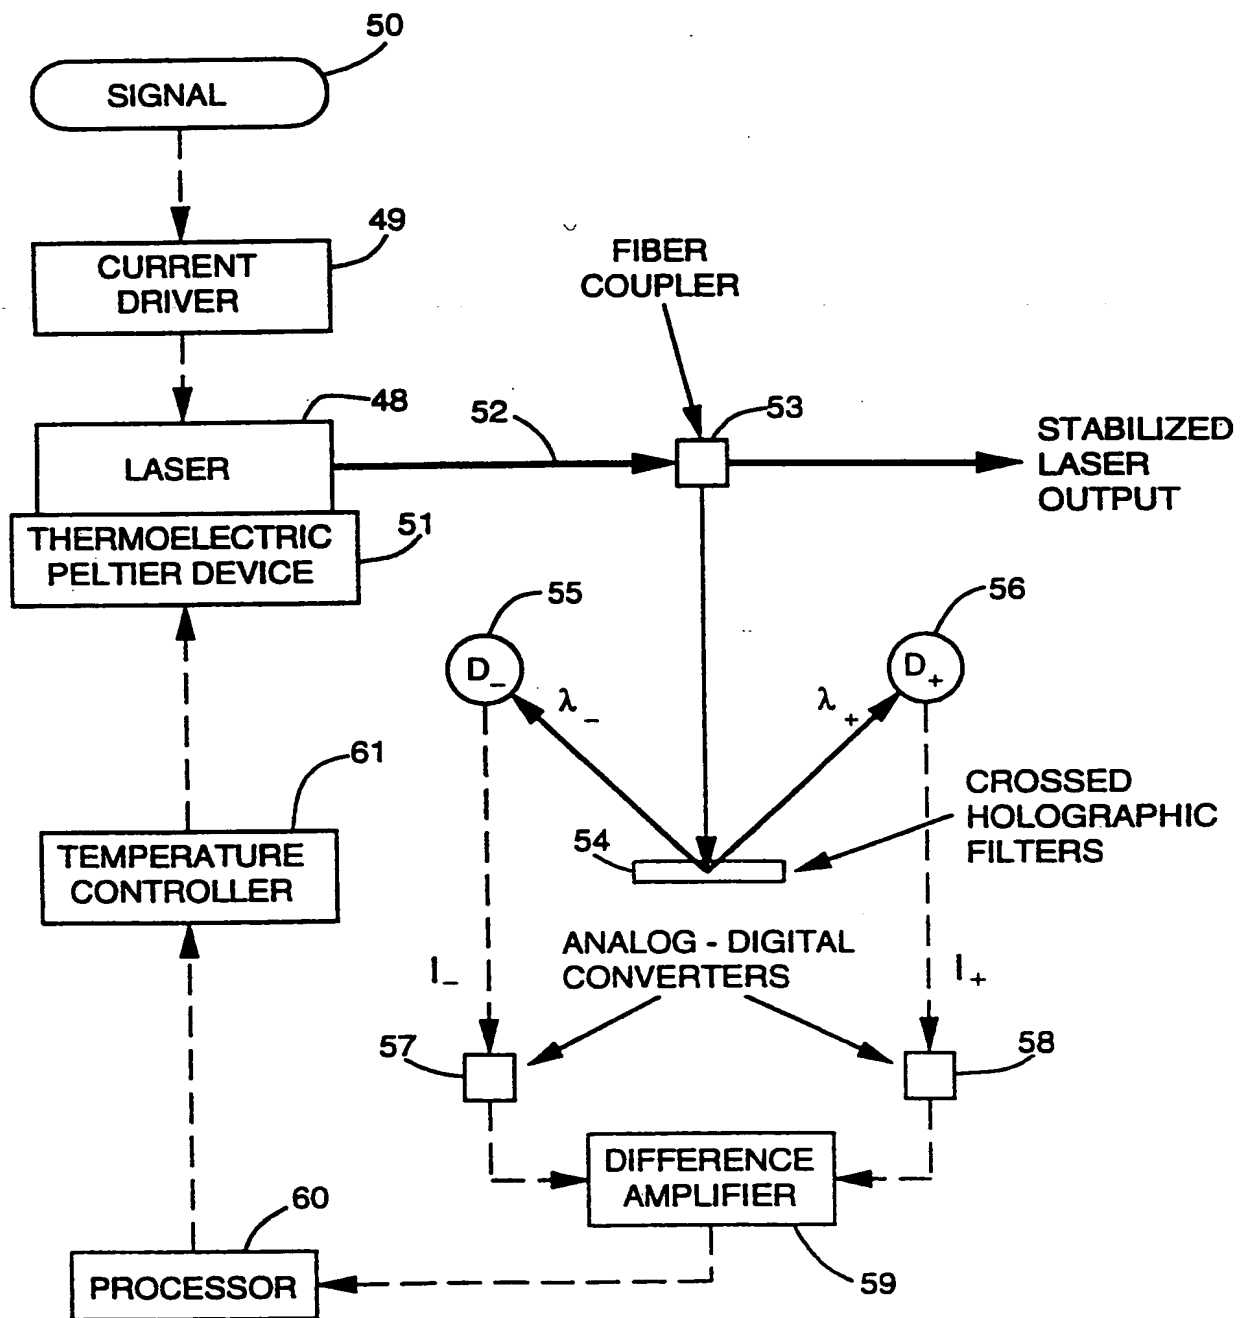 50
SIGNAL
49
CURRENT
DRIVER
FIBER
COUPLER
48
52
53
LASER
STABILIZED
LASER
OUTPUT
51
THERMOELECTRIC
PELTIER DEVICE
55
56
D_
D+
λ_
λ+
61
CROSSED
HOLOGRAPHIC
FILTERS
54
TEMPERATURE
CONTROLLER
ANALOG - DIGITAL
CONVERTERS
I_
I+
57
58
DIFFERENCE
AMPLIFIER
60
59
PROCESSOR